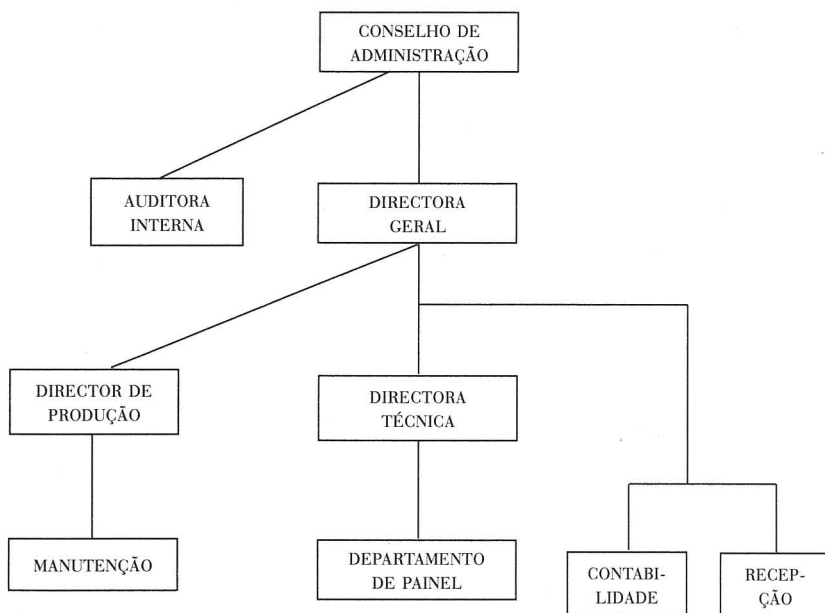 CONSELHO DE
ADMINISTRAÇÃO
AUDITORA
INTERNA
DIRECTORA
GERAL
DIRECTOR DE
PRODUÇÃO
DIRECTORA
TÉCNICA
MANUTENÇÃO
DEPARTAMENTO
DE PAINEL
CONTABI-
LIDADE
RECEP-
ÇÃO